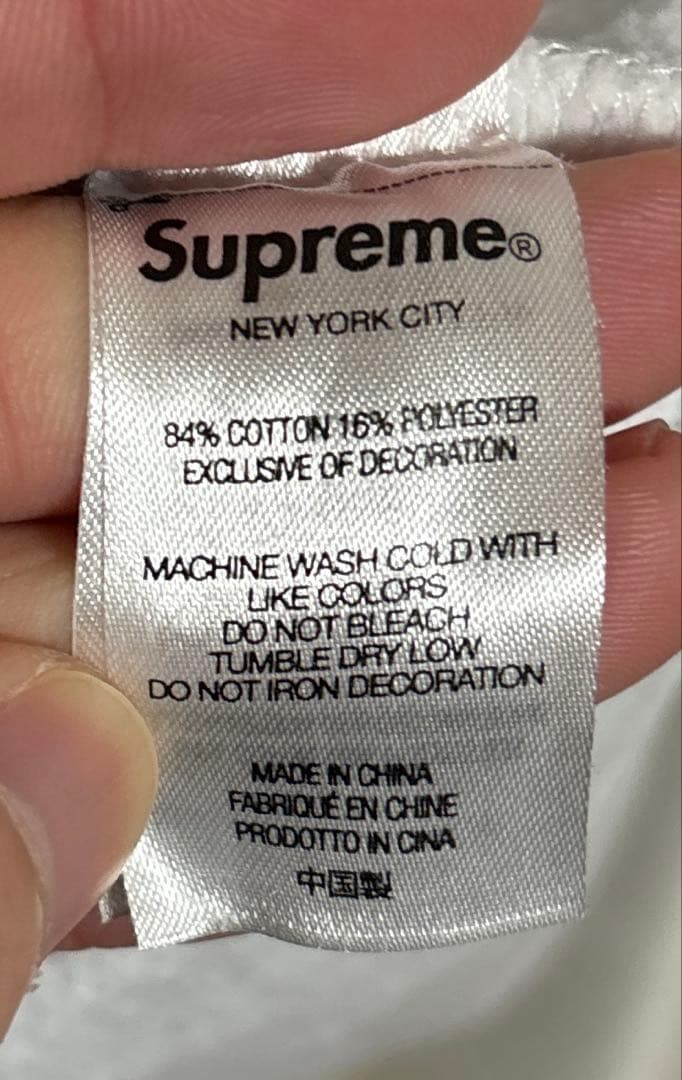 Supreme®
NEW YORK CITY
84% COTTON 16% POLYESTER
EXCLUSIVE OF DECORATION
MACHINE WASH COLD WITH
LIKE COLORS
DO NOT BLEACH
TUMBLE DRY LOW
DO NOT IRON DECORATION
MADE IN CHINA
FABRIQUÉ EN CHINE
PRODOTTO IN CINA
中国製